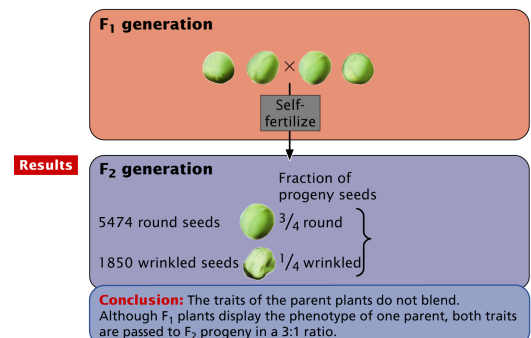 F₁ generation
×
Self-
fertilize
Results
F₂ generation
Fraction of
progeny seeds
5474 round seeds 3/4 round
1850 wrinkled seeds 1/4 wrinkled
Conclusion: The traits of the parent plants do not blend.
Although F₁ plants display the phenotype of one parent, both traits
are passed to F₂ progeny in a 3:1 ratio.